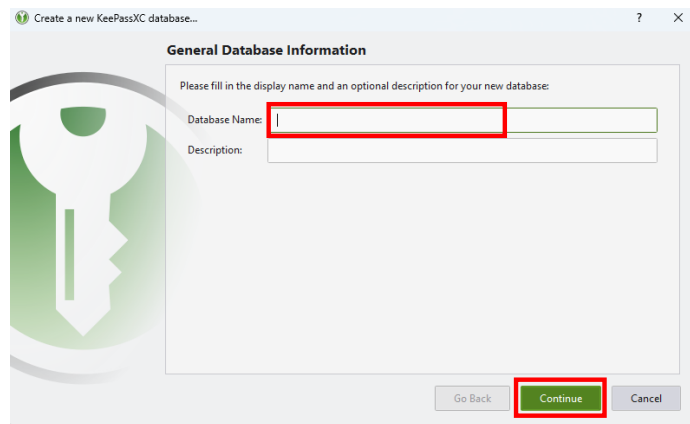 Create a new KeePassXC database...
General Database Information
Please fill in the display name and an optional description for your new database:
Database Name:
Description:
Go Back Continue Cancel